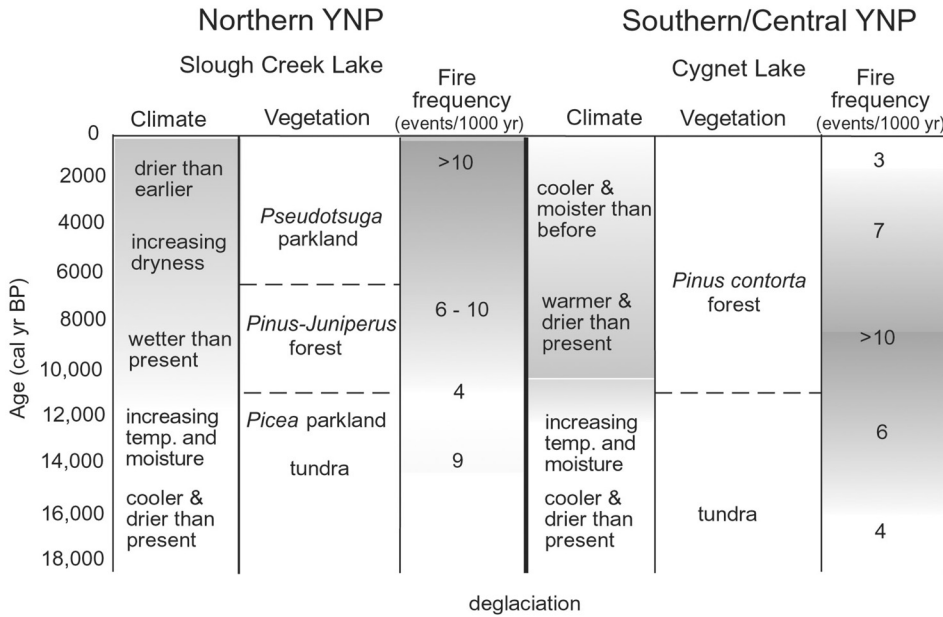 Northern YNP
Southern/Central YNP
Slough Creek Lake
Cygnet Lake
Climate
Vegetation
Fire
frequency
(events/1000 yr)
Climate
Vegetation
Fire
frequency
(events/1000 yr)
Age (cal yr BP)
0
2000
4000
6000
8000
10,000
12,000
14,000
16,000
18,000
drier than
earlier
increasing
dryness
wetter than
present
increasing
temp. and
moisture
cooler &
drier than
present
Pseudotsuga
parkland
Pinus-Juniperus
forest
Picea parkland
tundra
>10
6 - 10
4
9
cooler &
moister than
before
warmer &
drier than
present
increasing
temp. and
moisture
cooler &
drier than
present
Pinus contorta
forest
tundra
3
7
>10
6
4
deglaciation